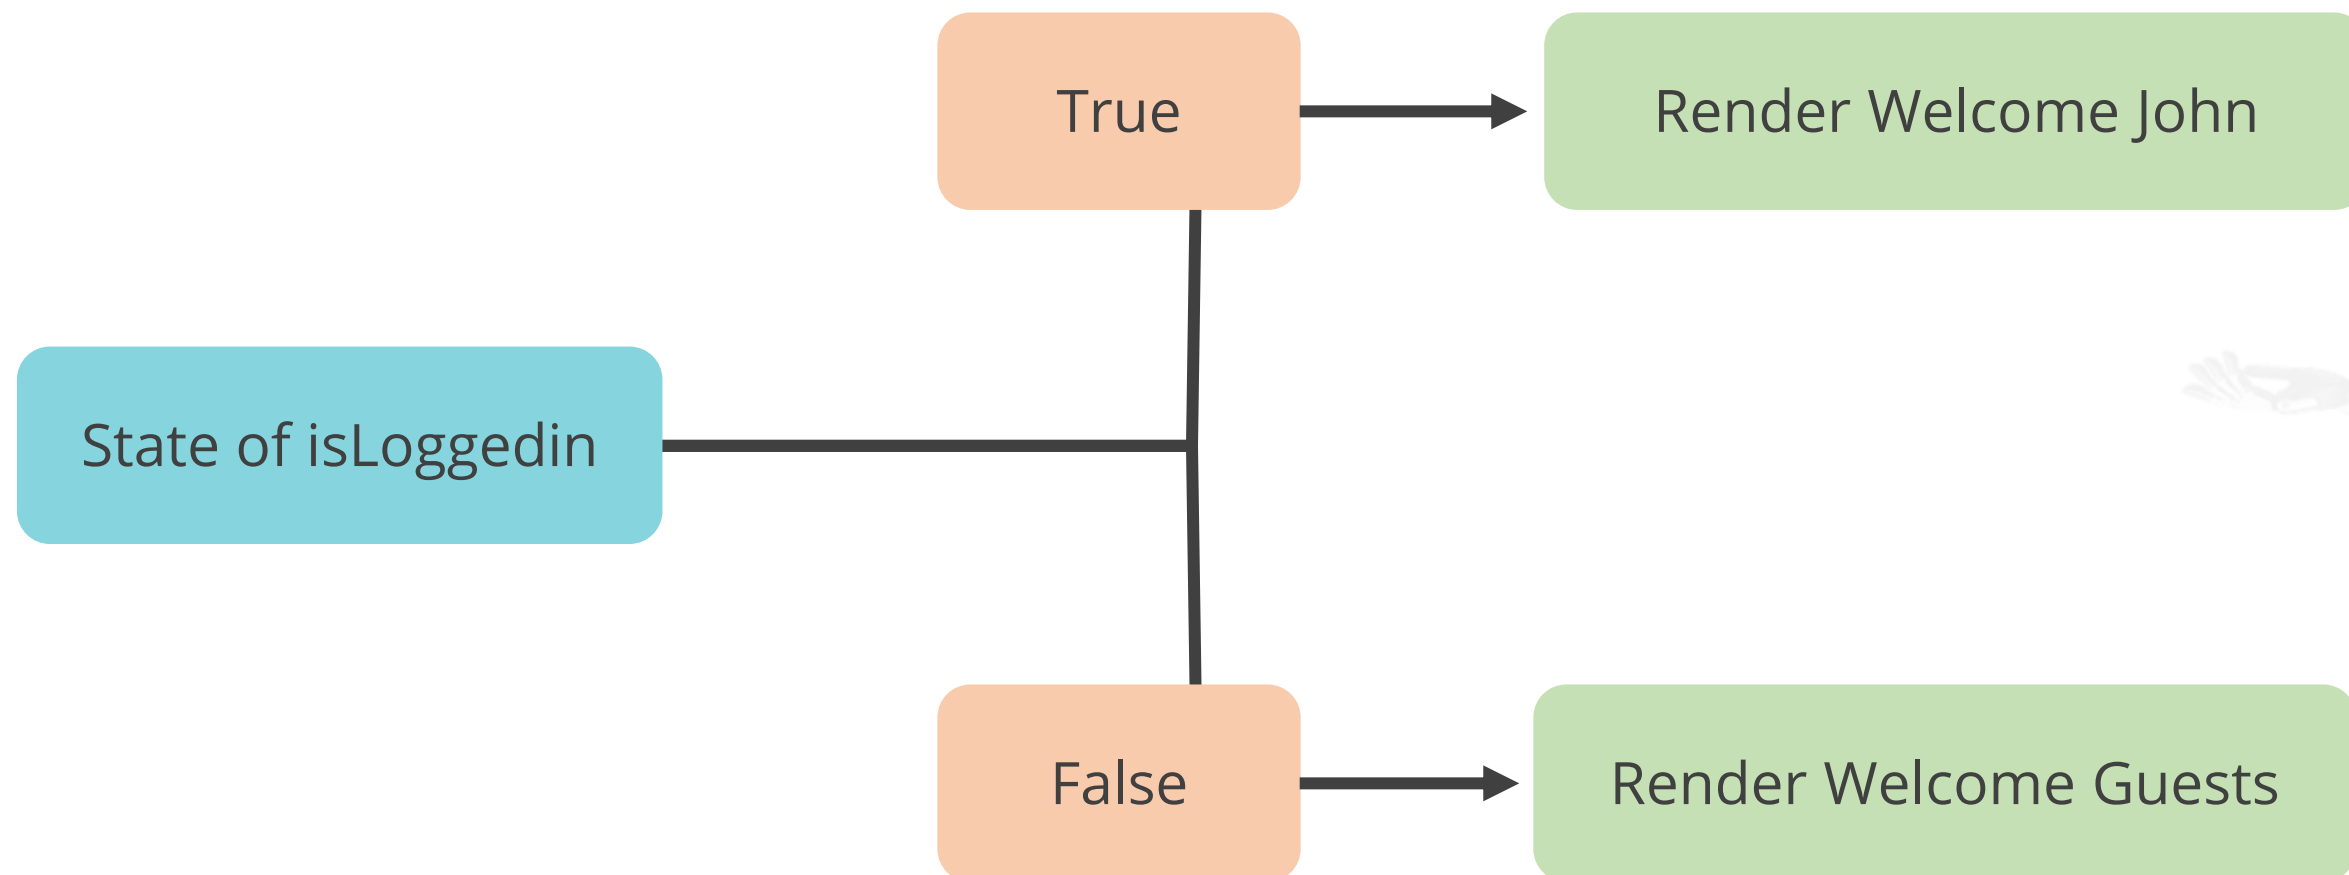 True
Render Welcome John
State of isLoggedin
False
Render Welcome Guests